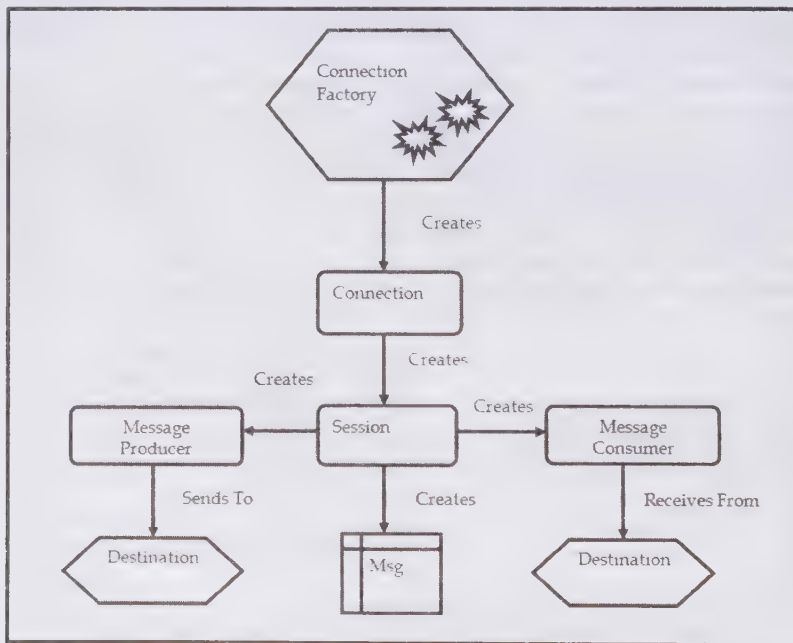 Connection
Factory
Creates
Connection
Creates
Creates
Message
Producer
Session
Creates
Message
Consumer
Sends To
Creates
Receives From
Destination
Msg
Destination